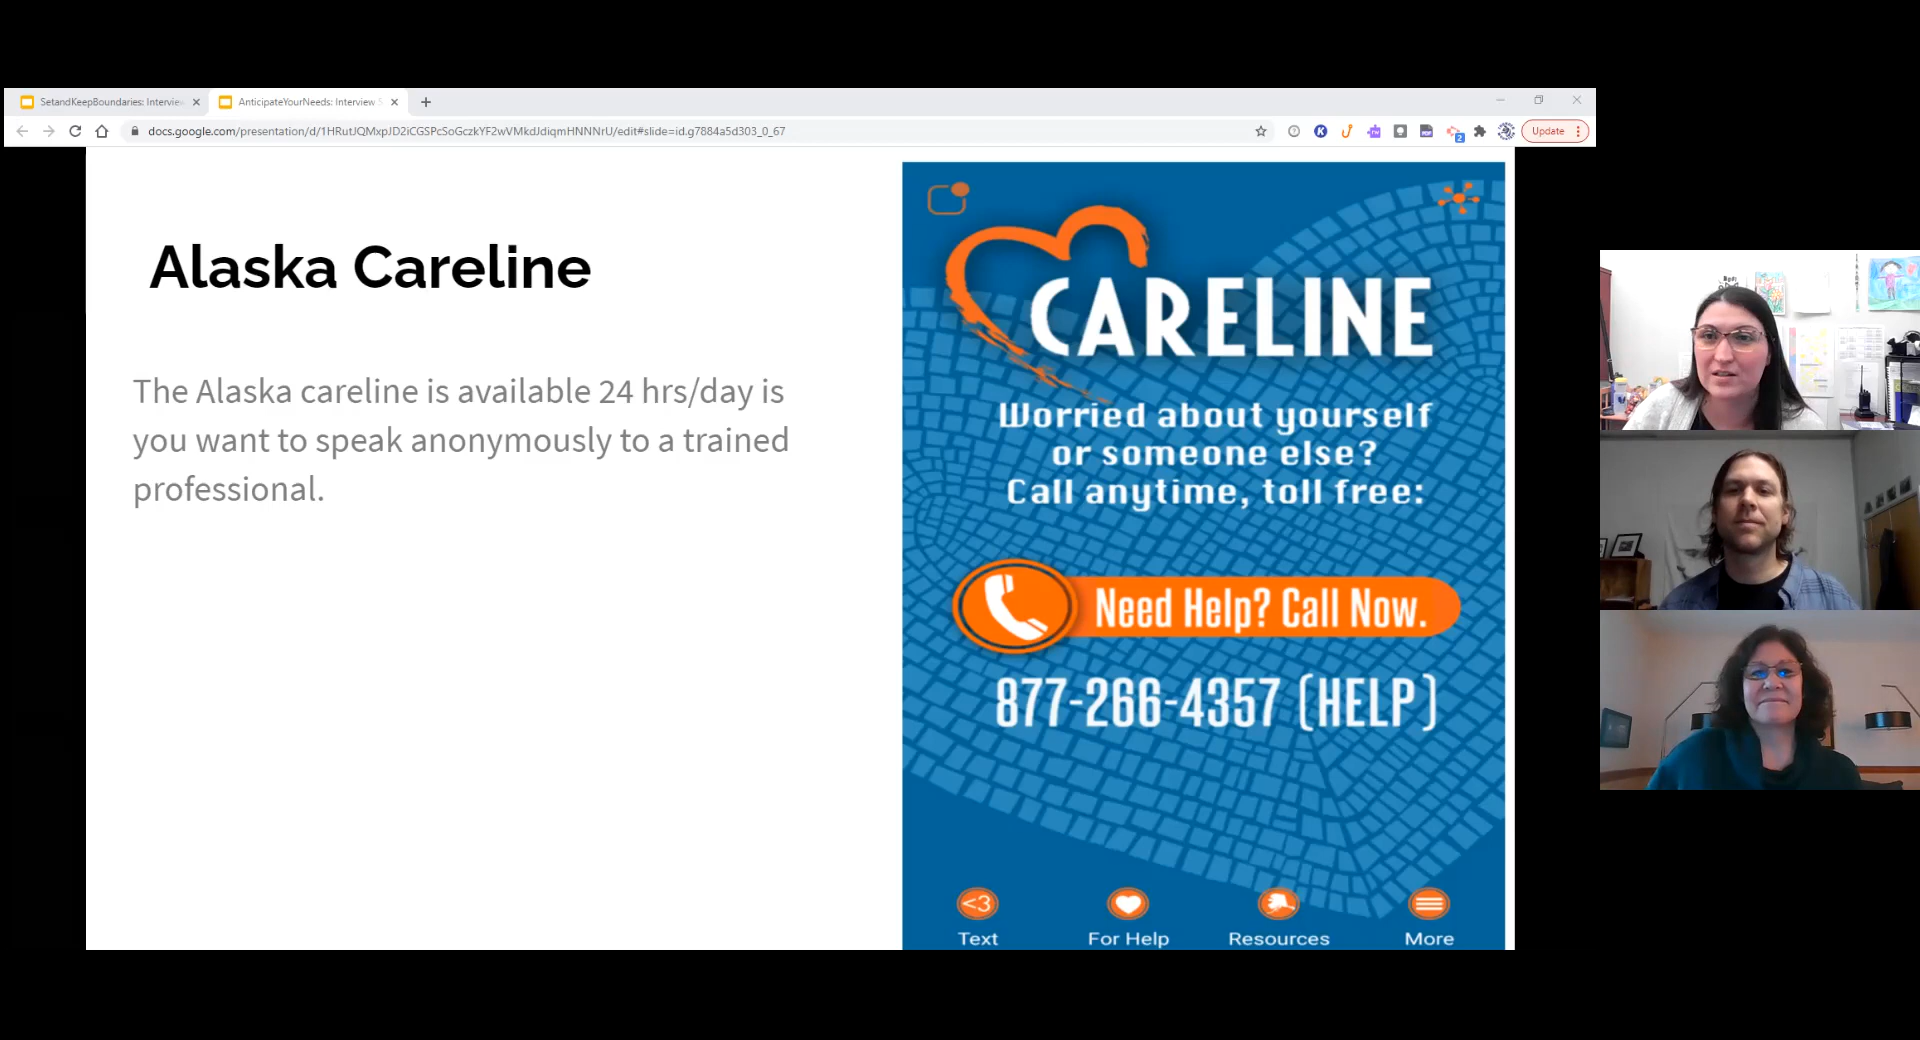 SetandKeepBoundaries: Interview
AnticipateYourNeeds: Interview S
docs.google.com/presentation/d/1HRutJQMxpJD2iCGSPcSoGczkYF2wVMkdJdiqmHNNNrU/edit#slide=id.g7884a5d303_0_67
Update
Alaska Careline
The Alaska careline is available 24 hrs/day is
you want to speak anonymously to a trained
professional.
CARELINE
Worried about yourself
or someone else?
Call anytime, toll free:
Need Help? Call Now.
877-266-4357 (HELP)
<3
Text
For Help
Resources
More